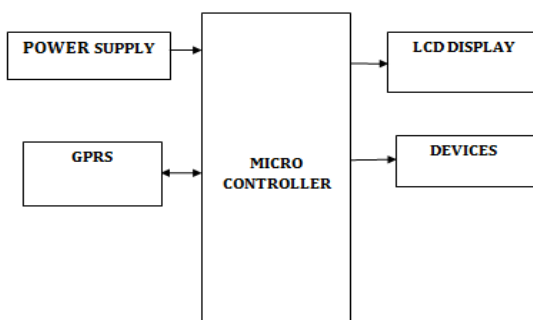 POWER SUPPLY
LCD DISPLAY
GPRS
MICRO
CONTROLLER
DEVICES